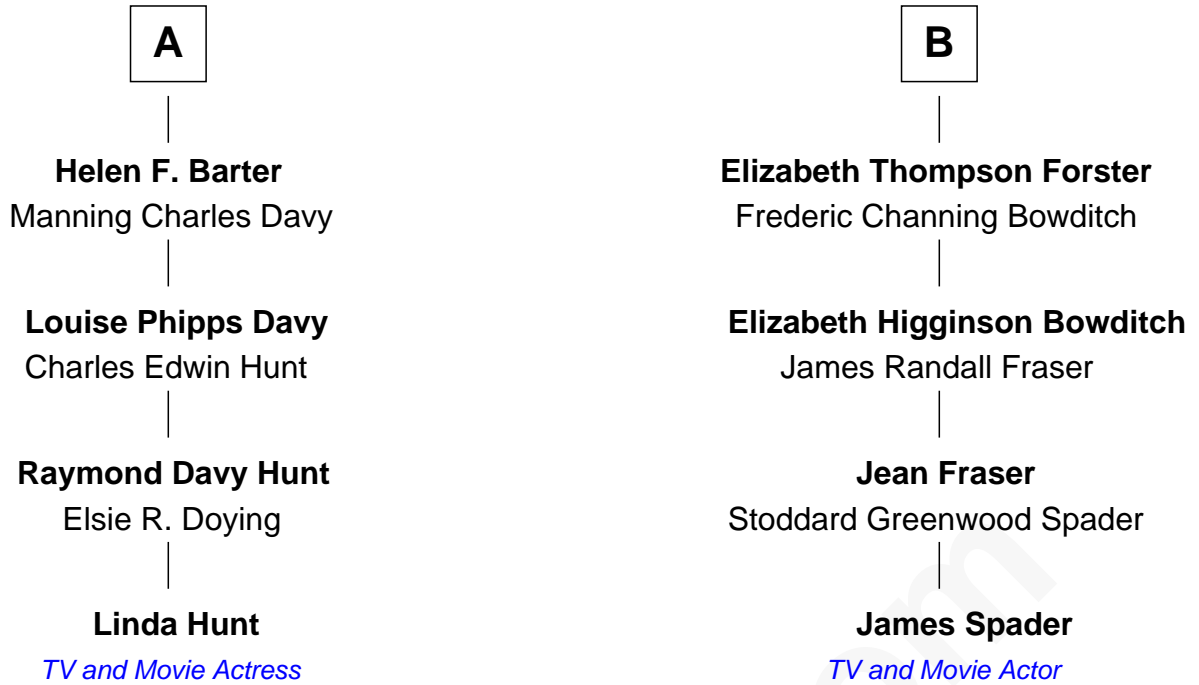 A
Helen F. Barter
Manning Charles Davy
Louise Phipps Davy
Charles Edwin Hunt
Raymond Davy Hunt
Elsie R. Doying
Linda Hunt
TV and Movie Actress
B
Elizabeth Thompson Forster
Frederic Channing Bowditch
Elizabeth Higginson Bowditch
James Randall Fraser
Jean Fraser
Stoddard Greenwood Spader
James Spader
TV and Movie Actor